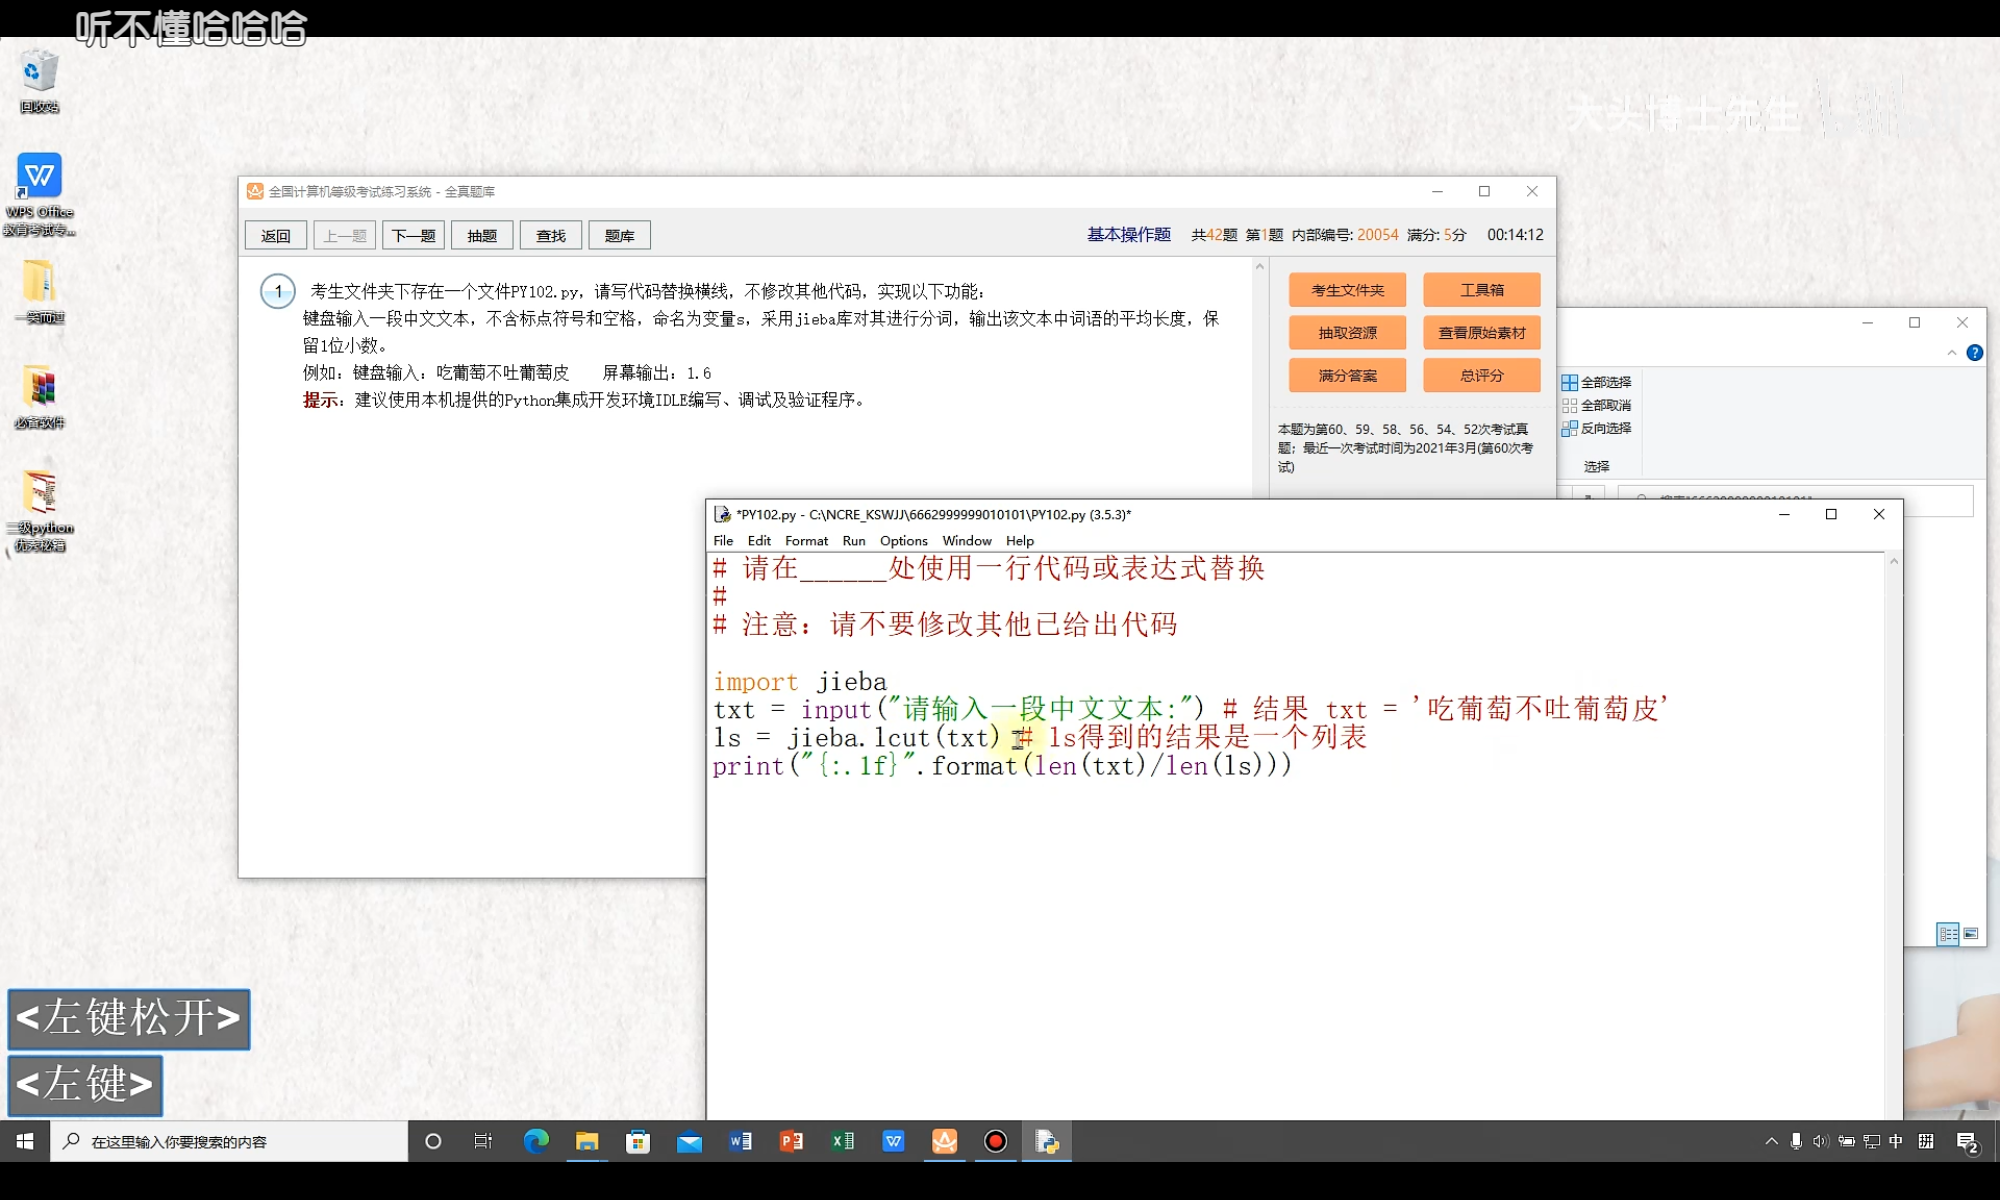 听不懂哈哈哈
回收站
大头博士先生
WPS Office
教育考试专...
一笑而过
必备软件
二级python
优秀秘籍
全国计算机等级考试练习系统 - 全真题库
返回 上一题 下一题 抽题 查找 题库 基本操作题 共42题 第1题 内部编号: 20054 满分: 5分 00:14:12
1 考生文件夹下存在一个文件PY102.py，请写代码替换横线，不修改其他代码，实现以下功能：
键盘输入一段中文文本，不含标点符号和空格，命名为变量s，采用jieba库对其进行分词，输出该文本中词语的平均长度，保
留1位小数。
例如：键盘输入：吃葡萄不吐葡萄皮 屏幕输出：1.6
提示：建议使用本机提供的Python集成开发环境IDLE编写、调试及验证程序。
考生文件夹 工具箱
抽取资源 查看原始素材
满分答案 总评分
本题为第60、59、58、56、54、52次考试真
题；最近一次考试时间为2021年3月(第60次考
试)
全部选择
全部取消
反向选择
选择
*PY102.py - C:\NCRE_KSWJJ\6662999999010101\PY102.py (3.5.3)*
File Edit Format Run Options Window Help
# 请在______处使用一行代码或表达式替换
#
# 注意：请不要修改其他已给出代码
import jieba
txt = input("请输入一段中文文本:") # 结果 txt = '吃葡萄不吐葡萄皮'
ls = jieba.lcut(txt) # ls得到的结果是一个列表
print("{:.1f}".format(len(txt)/len(ls)))
<左键松开>
<左键>
在这里输入你要搜索的内容
中 拼 2